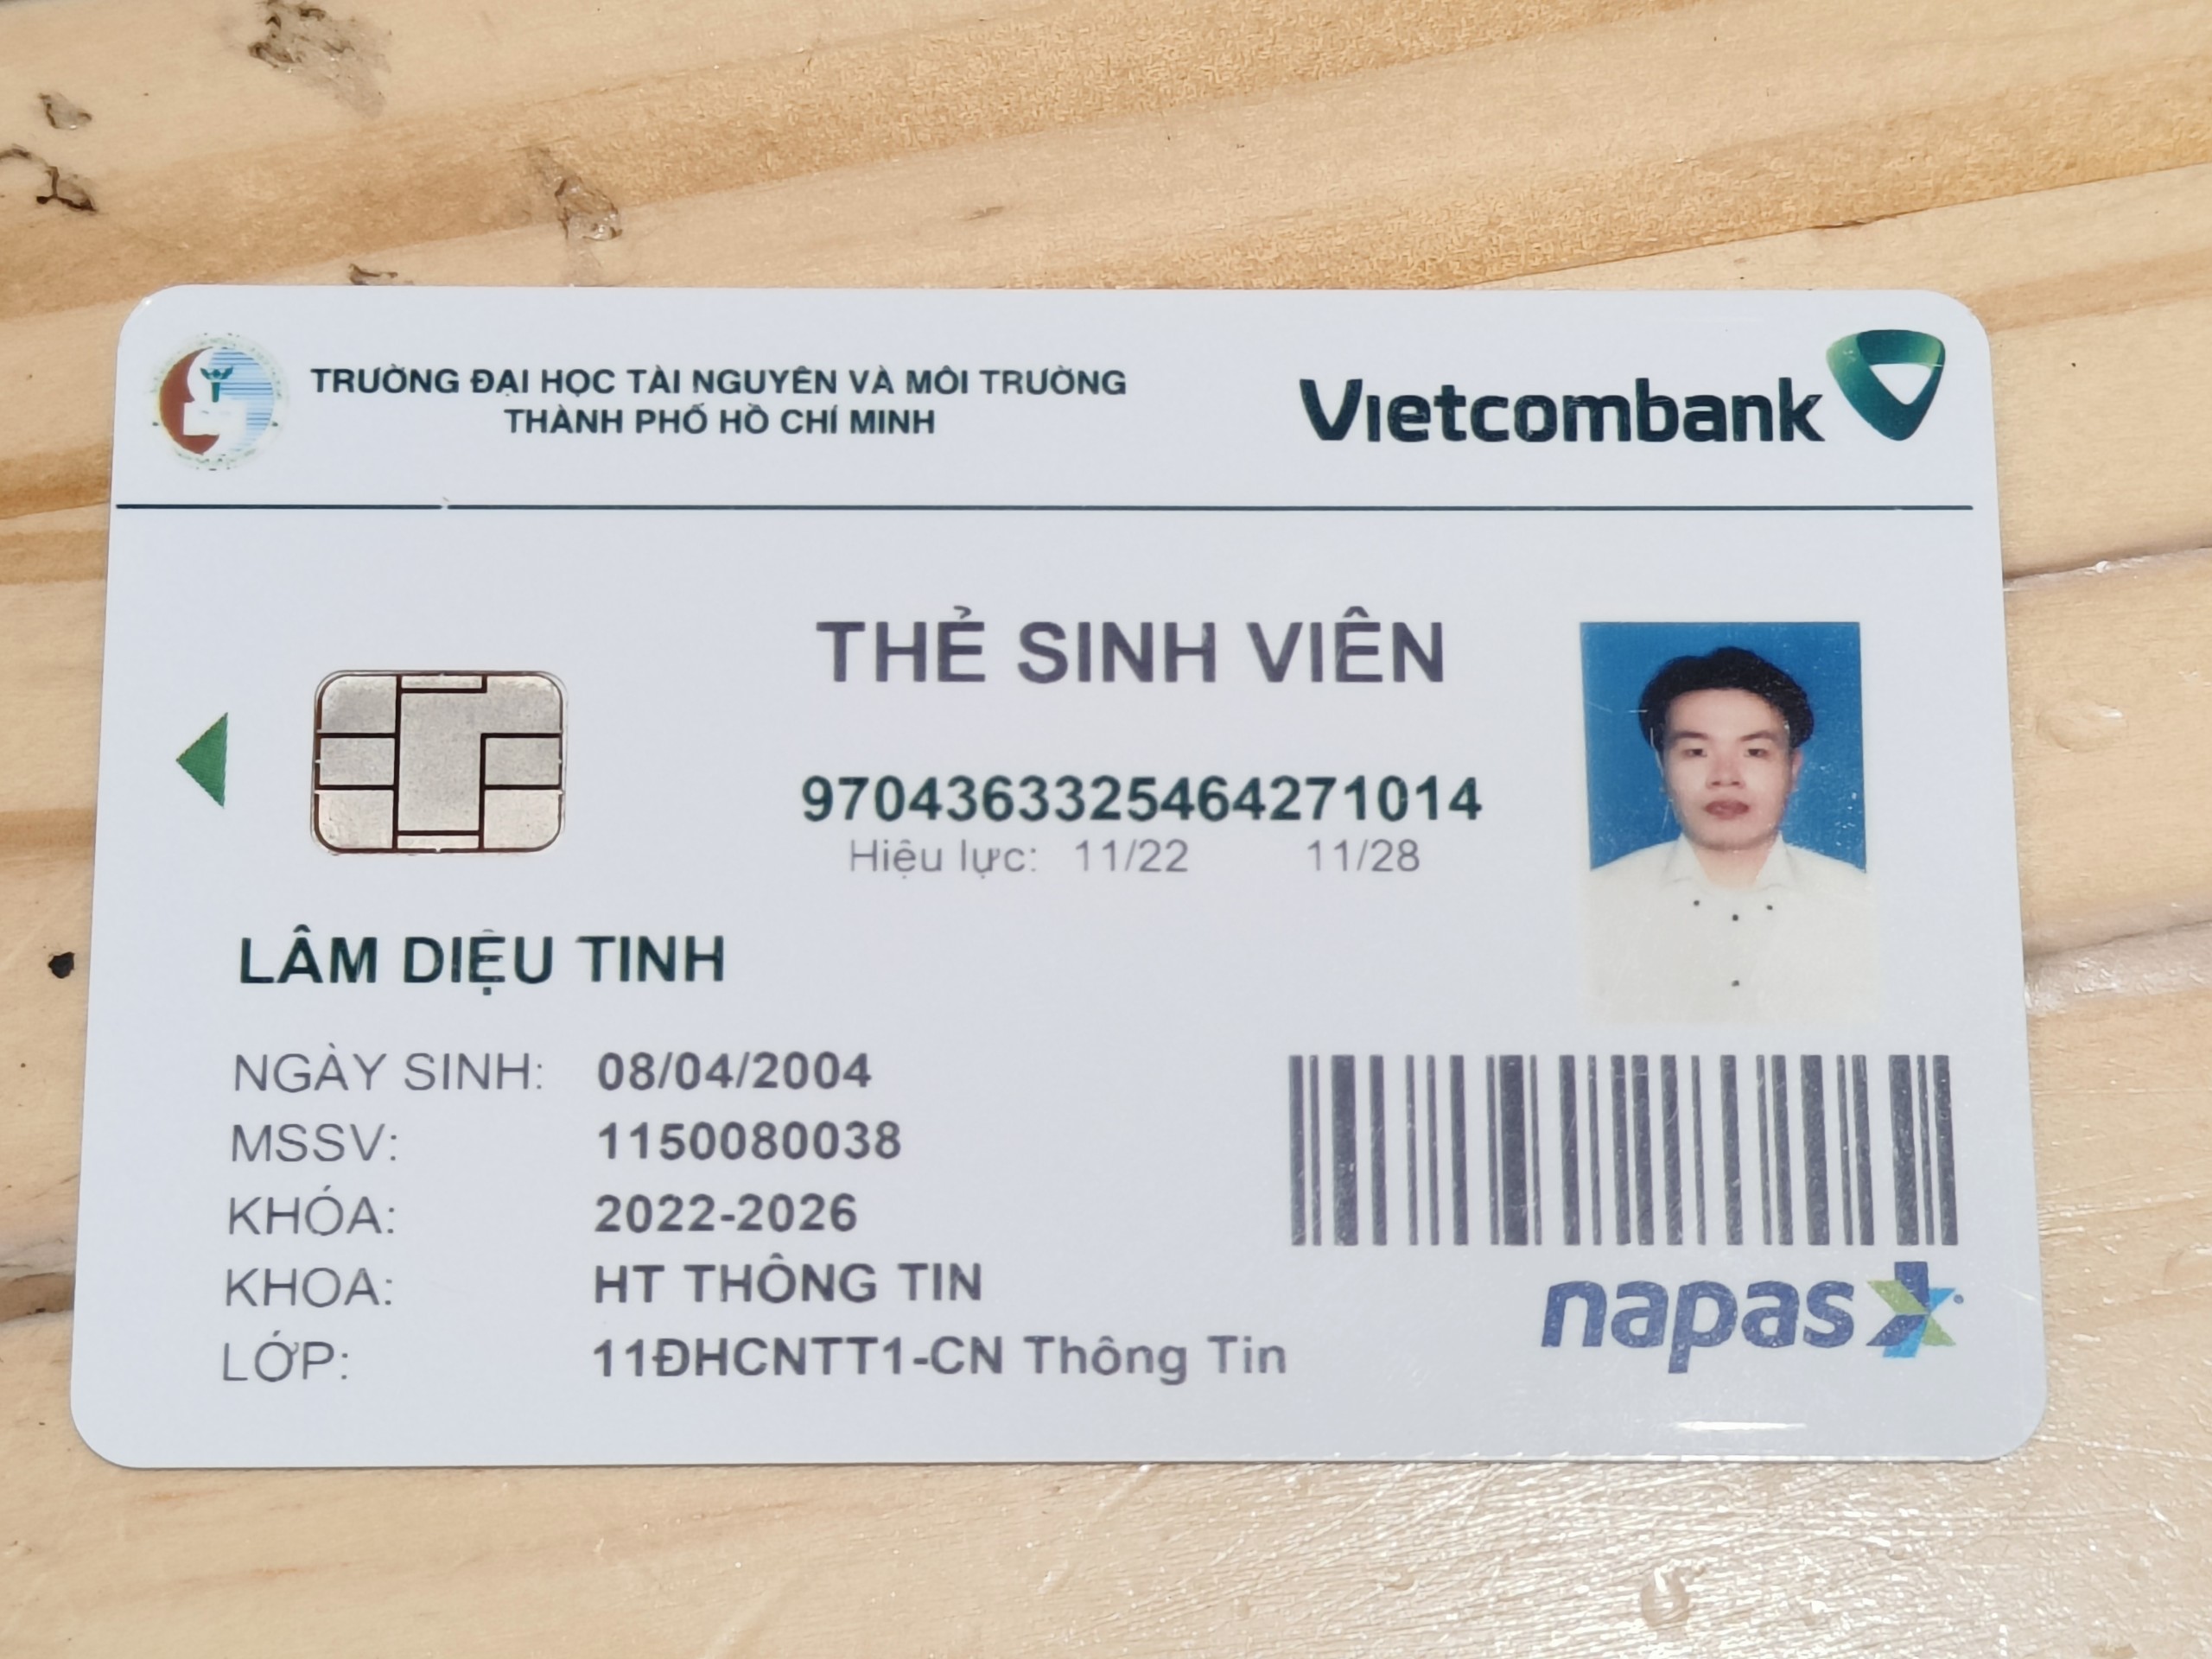 TRƯỜNG ĐẠI HỌC TÀI NGUYÊN VÀ MÔI TRƯỜNG
THÀNH PHỐ HỒ CHÍ MINH
Vietcombank
THẺ SINH VIÊN
9704363325464271014
Hiệu lực: 11/22 11/28
LÂM DIỆU TINH
NGÀY SINH: 08/04/2004
MSSV: 1150080038
KHÓA: 2022-2026
KHOA: HT THÔNG TIN
LỚP: 11ĐHCNTT1-CN Thông Tin
napas